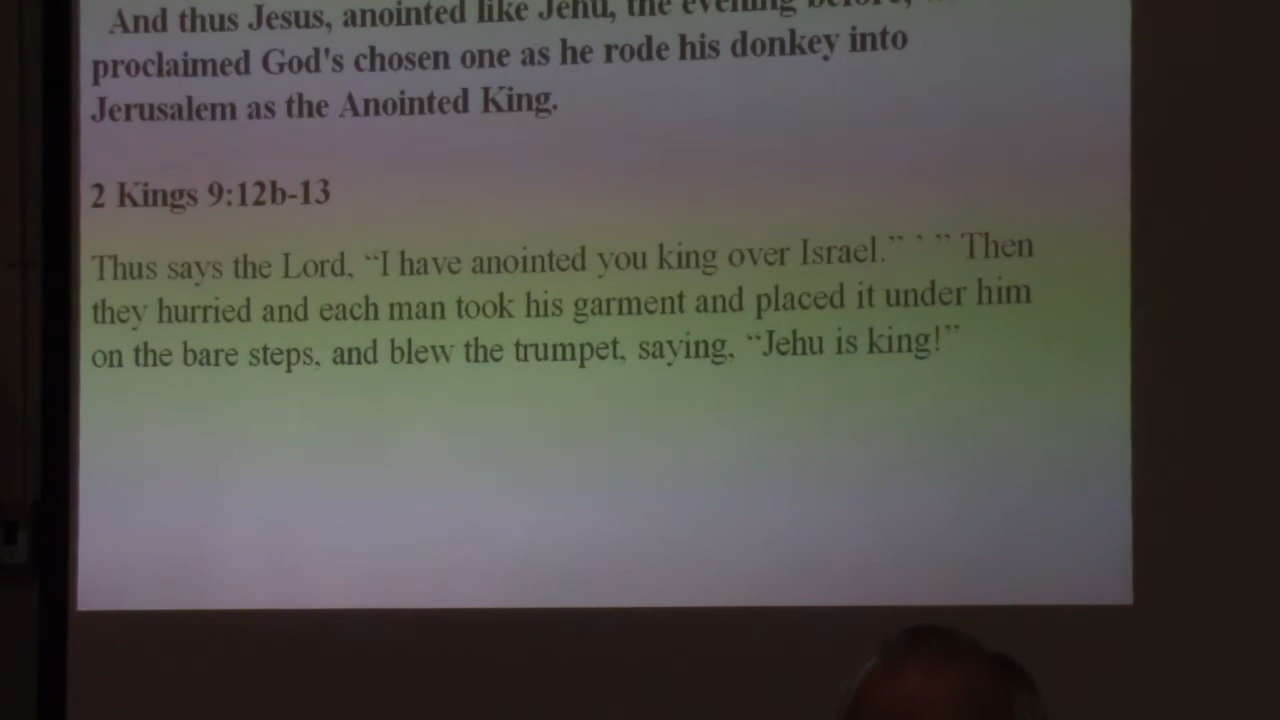 And thus Jesus, anointed like Jehu, the evening before,
proclaimed God's chosen one as he rode his donkey into
Jerusalem as the Anointed King.
2 Kings 9:12b-13
Thus says the Lord, “I have anointed you king over Israel.” ’ ” Then
they hurried and each man took his garment and placed it under him
on the bare steps, and blew the trumpet, saying, “Jehu is king!”